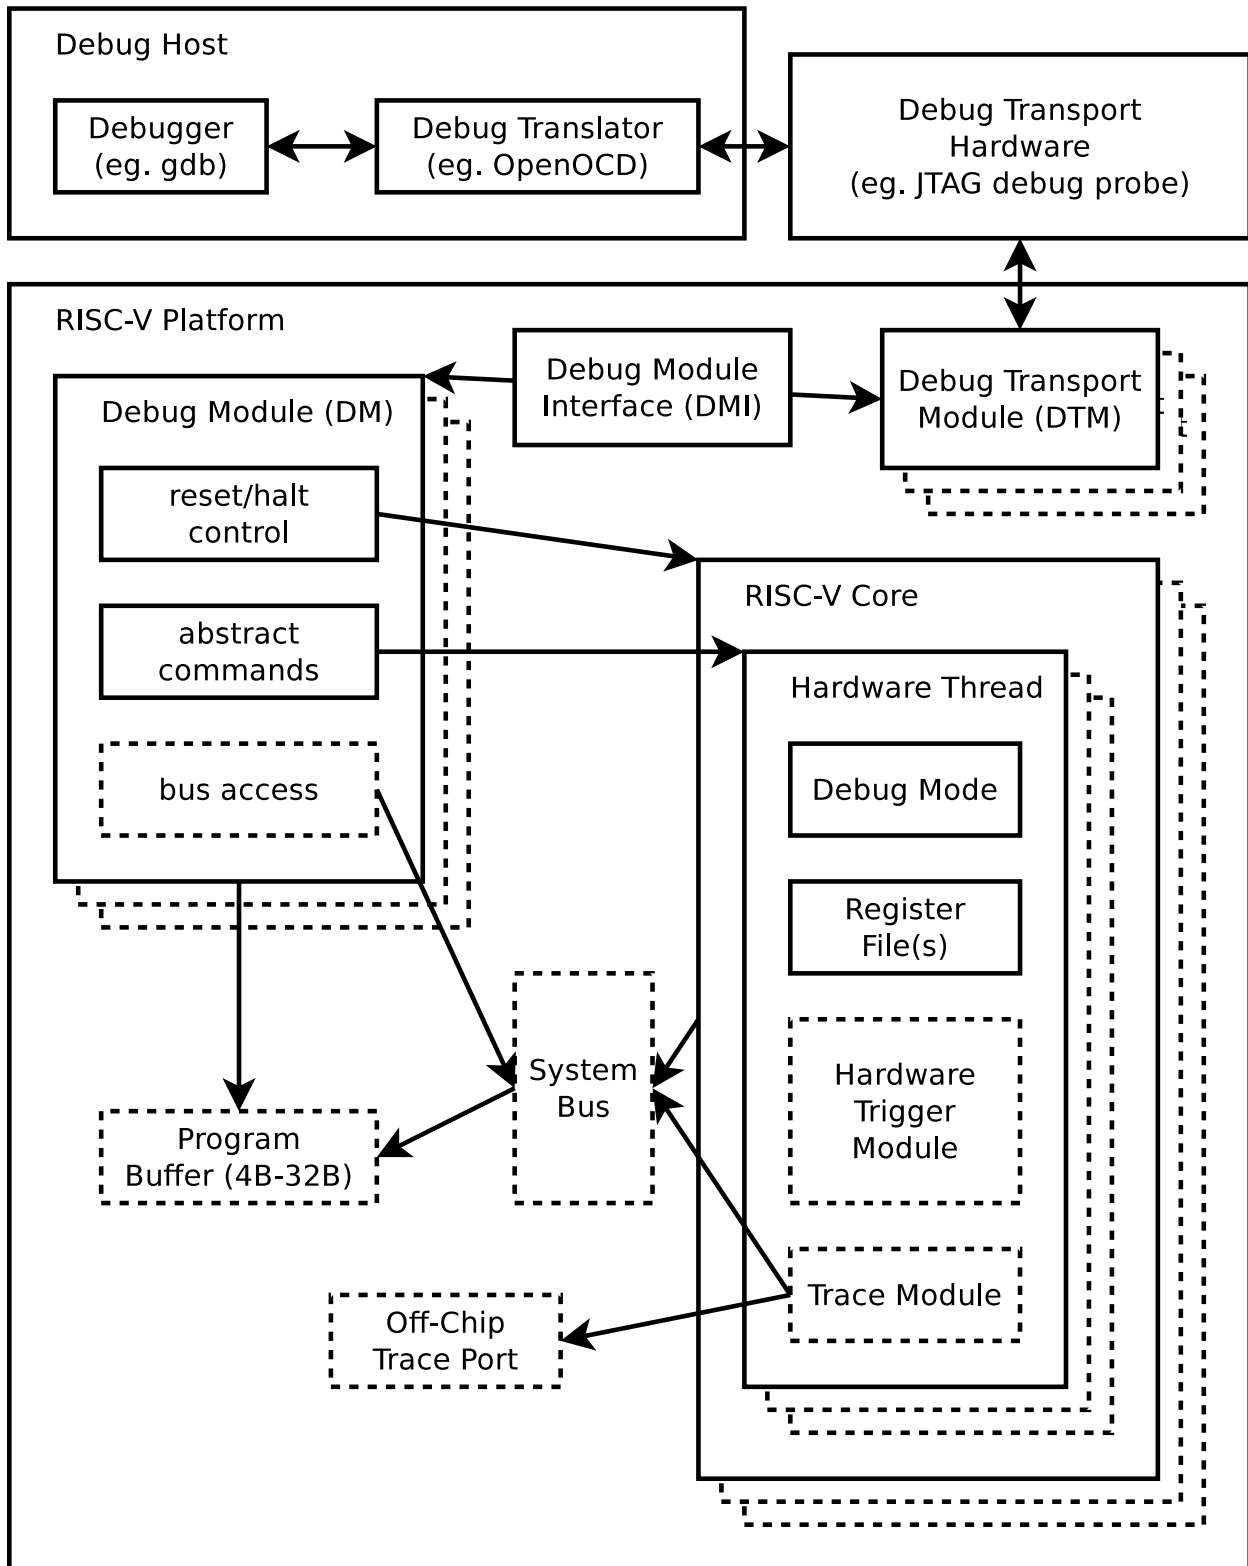 Debug Host
Debugger
(eg. gdb)
Debug Translator
(eg. OpenOCD)
Debug Transport
Hardware
(eg. JTAG debug probe)
RISC-V Platform
Debug Module (DM)
Debug Module
Interface (DMI)
Debug Transport
Module (DTM)
reset/halt
control
abstract
commands
bus access
RISC-V Core
Hardware Thread
Debug Mode
Register
File(s)
Hardware
Trigger
Module
Trace Module
System
Bus
Program
Buffer (4B-32B)
Off-Chip
Trace Port